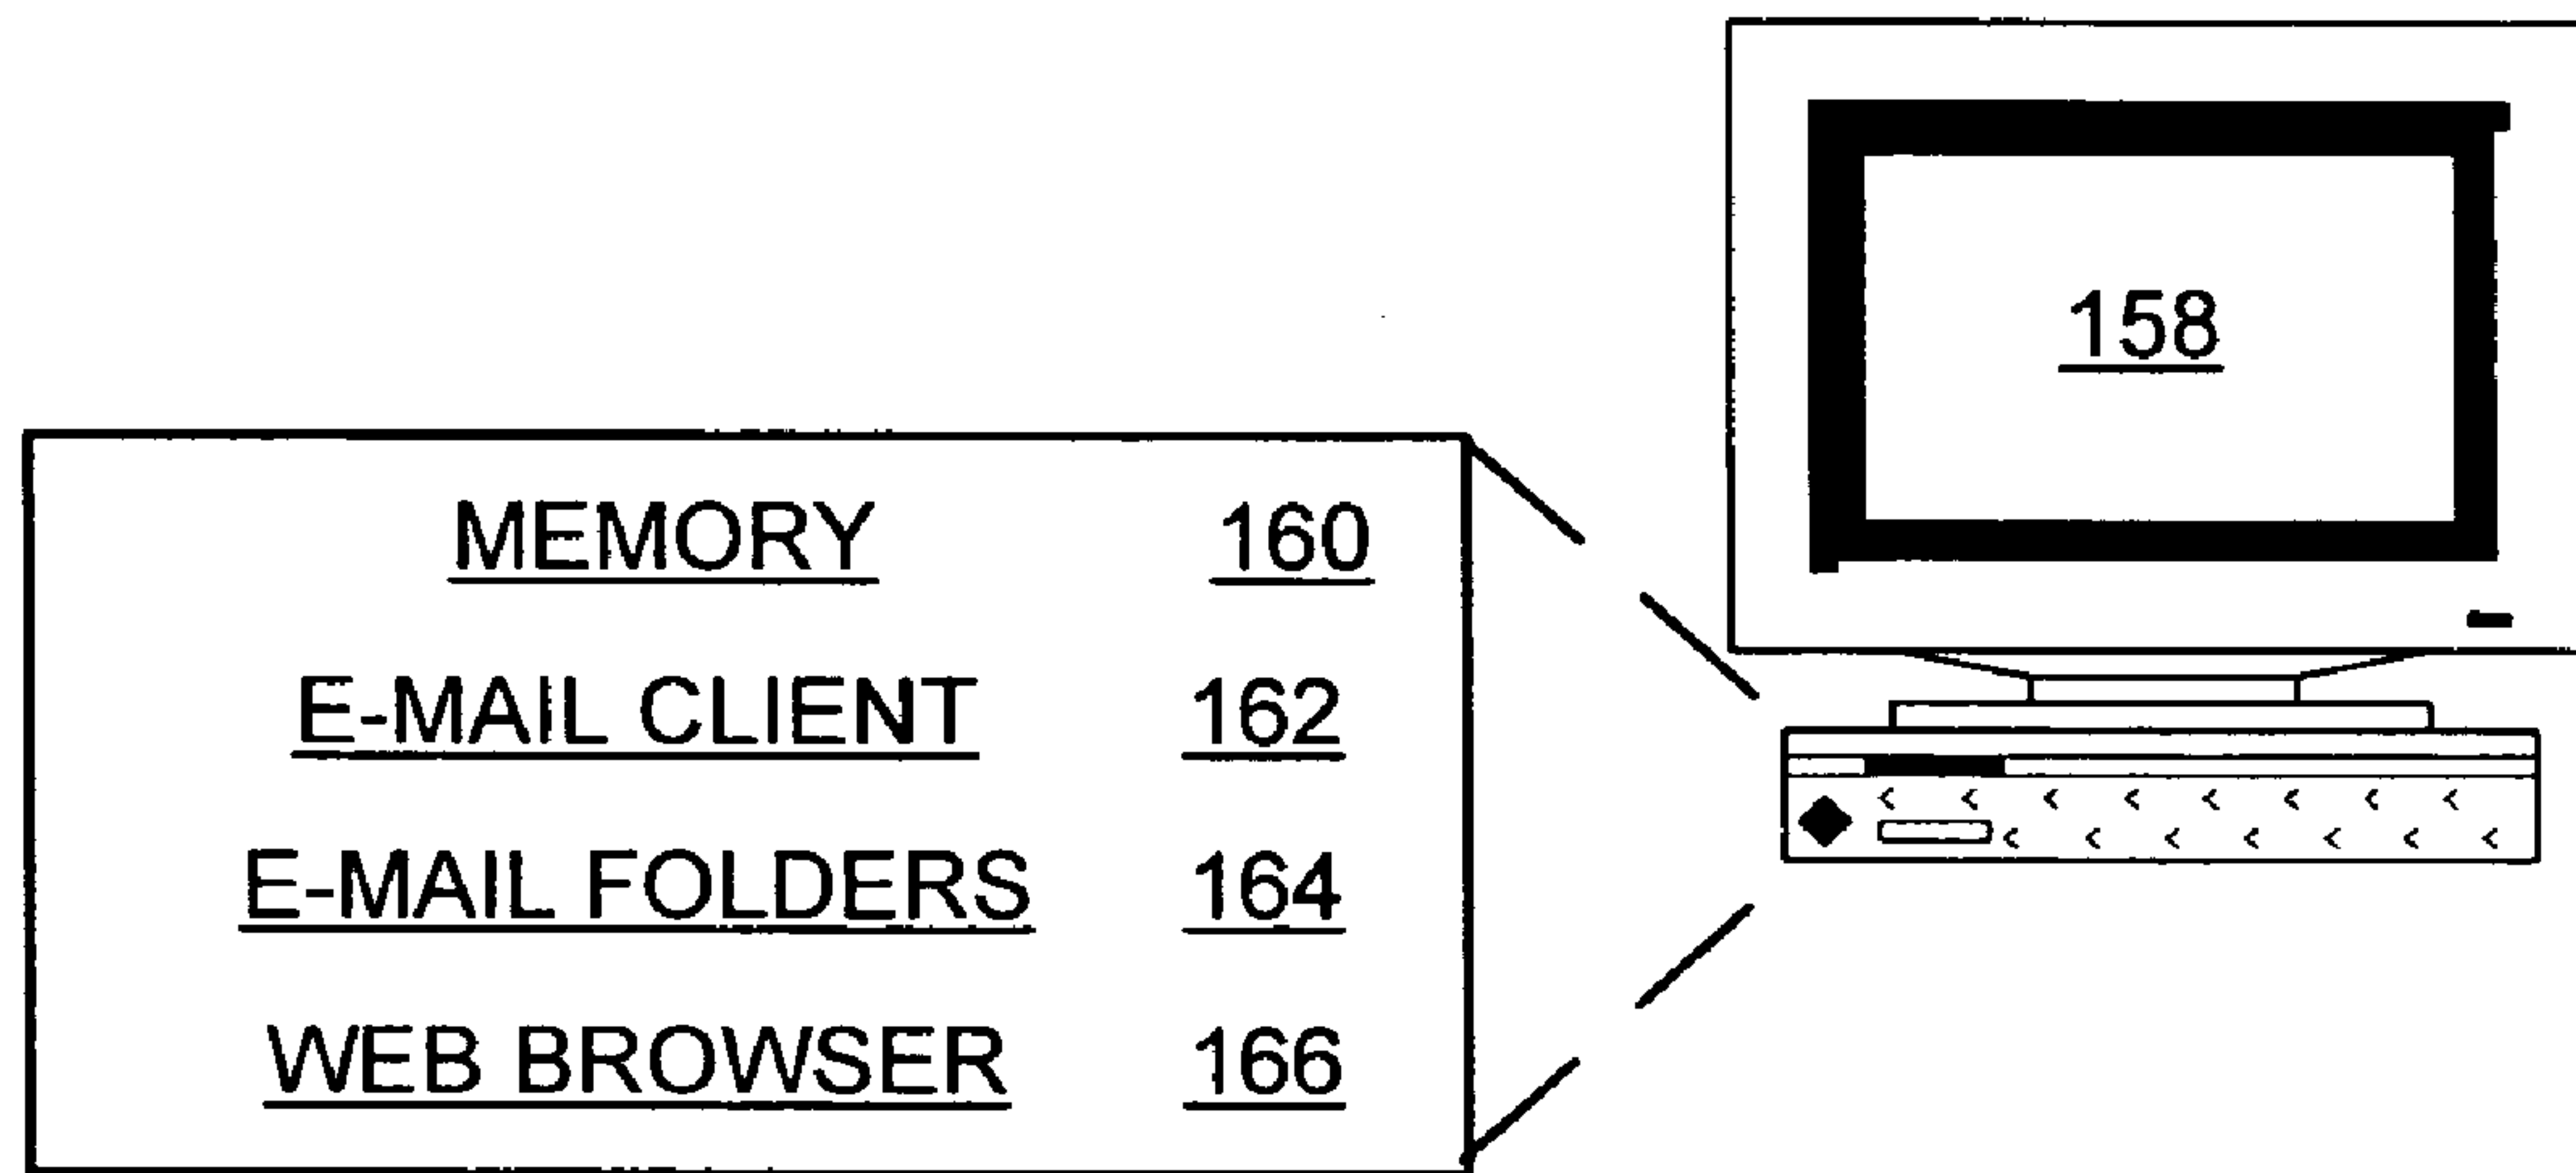 158
MEMORY 160
E-MAIL CLIENT 162
E-MAIL FOLDERS 164
WEB BROWSER 166